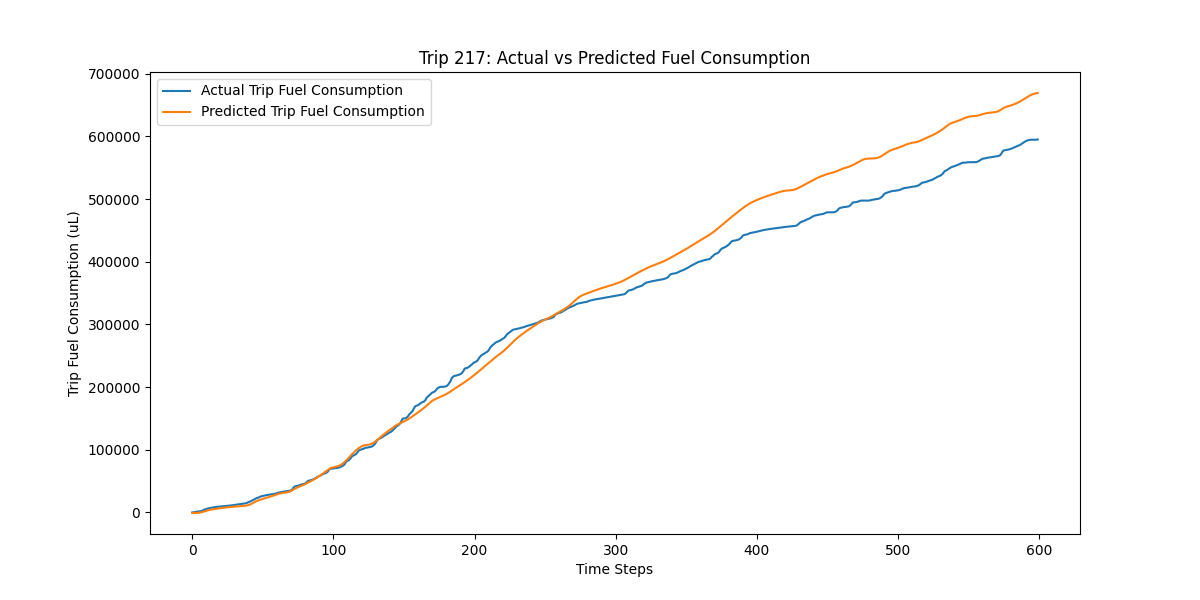 Trip 217: Actual vs Predicted Fuel Consumption
Actual Trip Fuel Consumption
Predicted Trip Fuel Consumption
Trip Fuel Consumption (uL)
700000
600000
500000
400000
300000
200000
100000
0
0 100 200 300 400 500 600
Time Steps